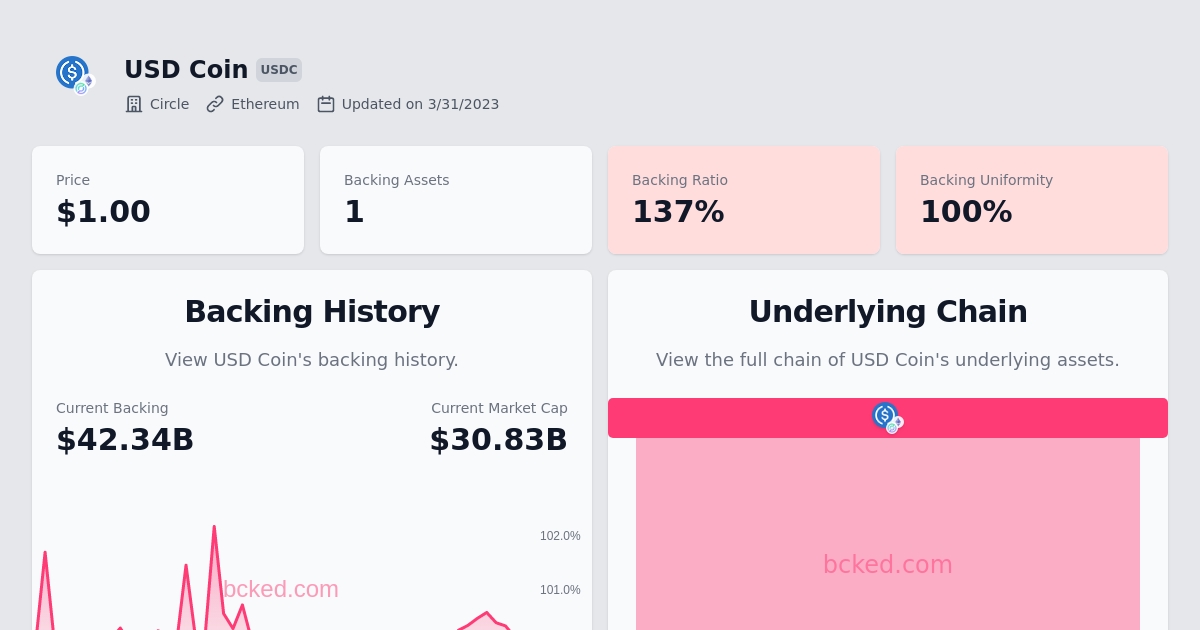 USD Coin USDC
Circle Ethereum Updated on 3/31/2023
Price
$1.00
Backing Assets
1
Backing Ratio
137%
Backing Uniformity
100%
Backing History
View USD Coin's backing history.
Current Backing
$42.34B
Current Market Cap
$30.83B
102.0%
bcked.com
101.0%
Underlying Chain
View the full chain of USD Coin's underlying assets.
bcked.com